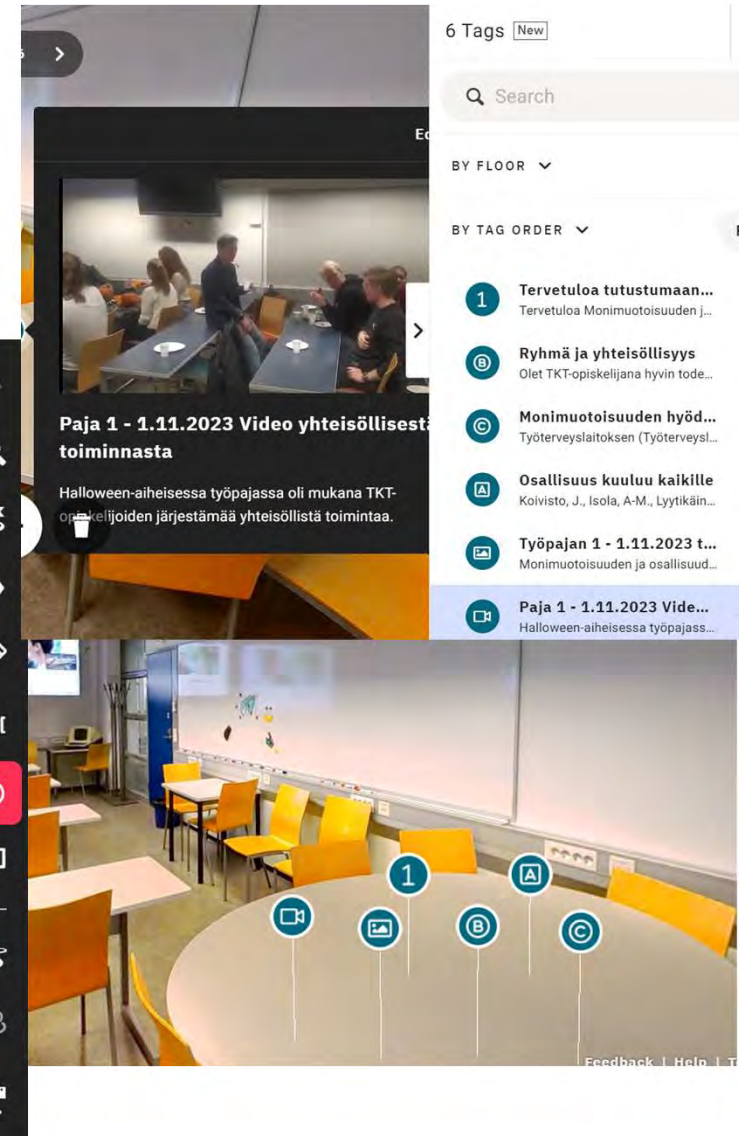 6 Tags New
Search
BY FLOOR
BY TAG ORDER
Paja 1 - 1.11.2023 Video yhteisöllisestä
toiminnasta
Halloween-aiheisessa työpajassa oli mukana TKT-
opiskelijoiden järjestämää yhteisöllistä toimintaa.
1
Tervetuloa tutustumaan...
Tervetuloa Monimuotoisuuden j...
B
Ryhmä ja yhteisöllisyys
Olet TKT-opiskelijana hyvin tode...
C
Monimuotoisuuden hyöd...
Työterveyslaitoksen (Työterveysl...
A
Osallisuus kuuluu kaikille
Koivisto, J., Isola, A-M., Lyytikäin...
Työpajan 1 - 1.11.2023 t...
Monimuotoisuuden ja osallisuud...
Paja 1 - 1.11.2023 Vide...
Halloween-aiheisessa työpajass...
1
A
B
C
Feedback | Help |